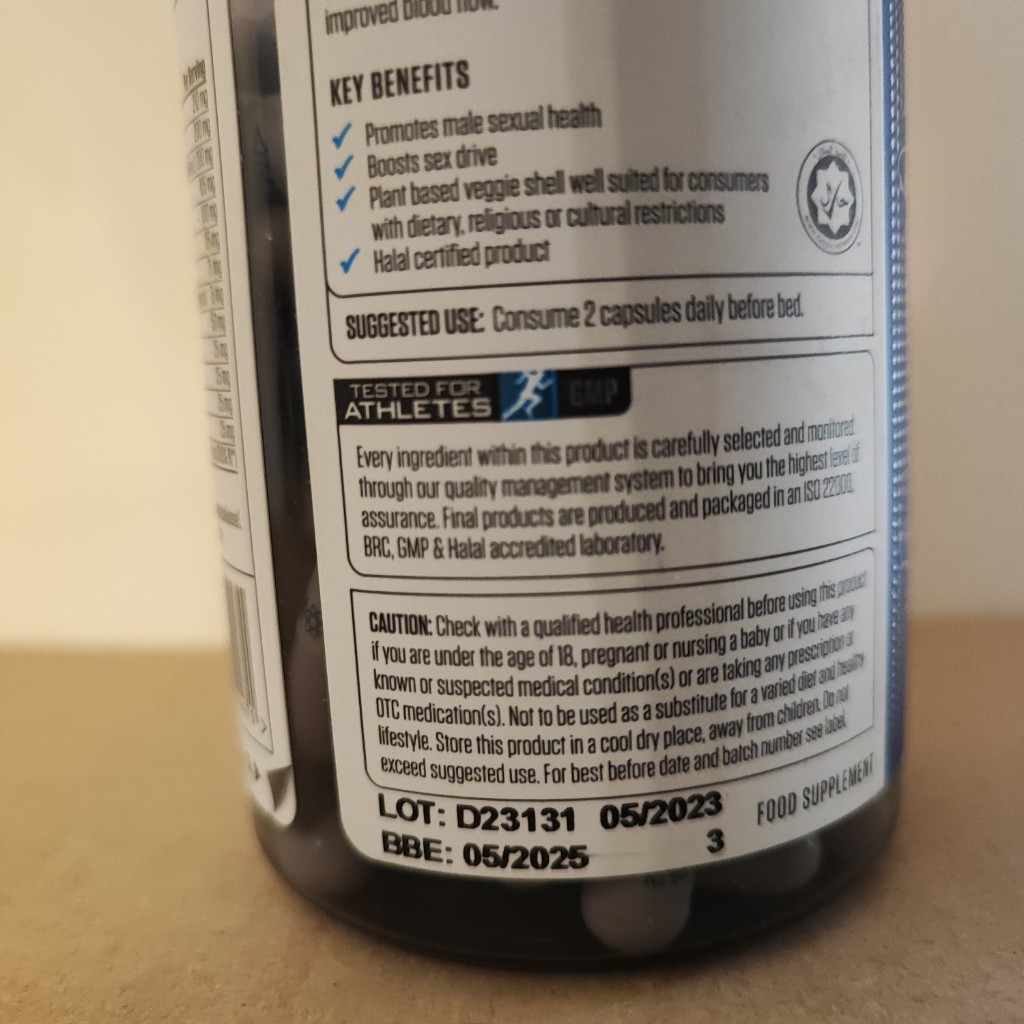 improved blood flow.
KEY BENEFITS
Promotes male sexual health
Boosts sex drive
Plant based veggie shell well suited for consumers
with dietary, religious or cultural restrictions
Halal certified product
حلال
SUGGESTED USE: Consume 2 capsules daily before bed.
TESTED FOR
ATHLETES
GMP
Every ingredient within this product is carefully selected and monitored
through our quality management system to bring you the highest level of
assurance. Final products are produced and packaged in an ISO 22000,
BRC, GMP & Halal accredited laboratory.
CAUTION: Check with a qualified health professional before using this product
if you are under the age of 18, pregnant or nursing a baby or if you have any
known or suspected medical condition(s) or are taking any prescription or
OTC medication(s). Not to be used as a substitute for a varied diet and healthy
lifestyle. Store this product in a cool dry place, away from children. Do not
exceed suggested use. For best before date and batch number see label.
LOT: D23131 05/2023
BBE: 05/2025 3
FOOD SUPPLEMENT